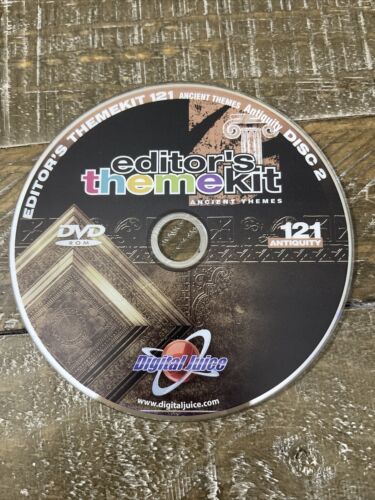 EDITOR'S THEMEKIT 121 ANCIENT THEMES Antiquity DISC 2
editor's
themekit
ANCIENT THEMES
DVD
ROM
121
ANTIQUITY
Digital Juice
www.digitaljuice.com